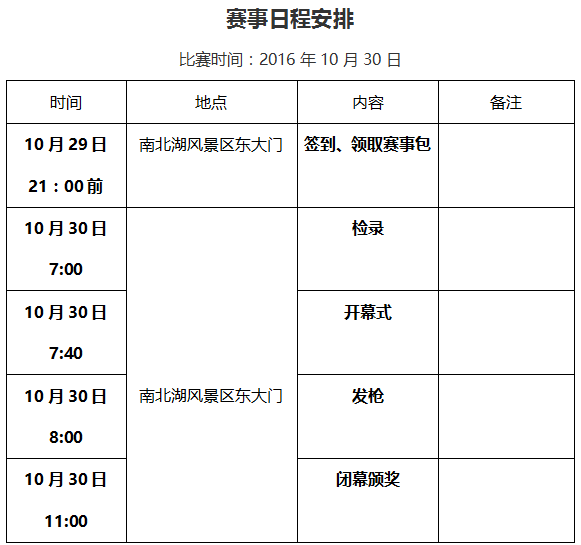 赛事日程安排
比赛时间：2016 年 10 月 30 日
时间 地点 内容 备注
10 月 29 日 南北湖风景区东大门 签到、领取赛事包
21：00 前
10 月 30 日 检录
7:00
10 月 30 日 开幕式
7:40
10 月 30 日 南北湖风景区东大门 发枪
8:00
10 月 30 日 闭幕颁奖
11:00